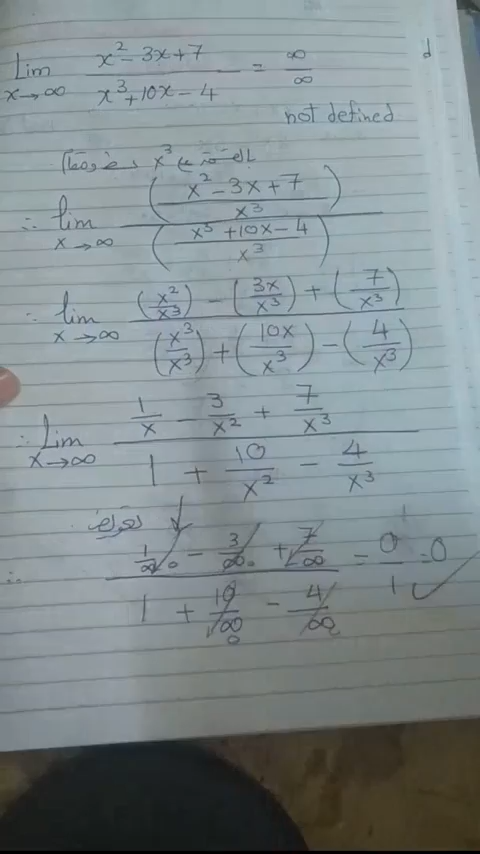 Lim x→∞ (x² - 3x + 7) / (x³ + 10x - 4) = ∞/∞
not defined
x³
∴ lim x→∞ ((x² - 3x + 7) / x³) / ((x³ + 10x - 4) / x³)
∴ lim x→∞ ((x²/x³) - (3x/x³) + (7/x³)) / ((x³/x³) + (10x/x³) - (4/x³))
∴ Lim x→∞ (1/x - 3/x² + 7/x³) / (1 + 10/x² - 4/x³)
∴ (1/∞ - 3/∞ + 7/∞) / (1 + 10/∞ - 4/∞) = 0/1 = 0